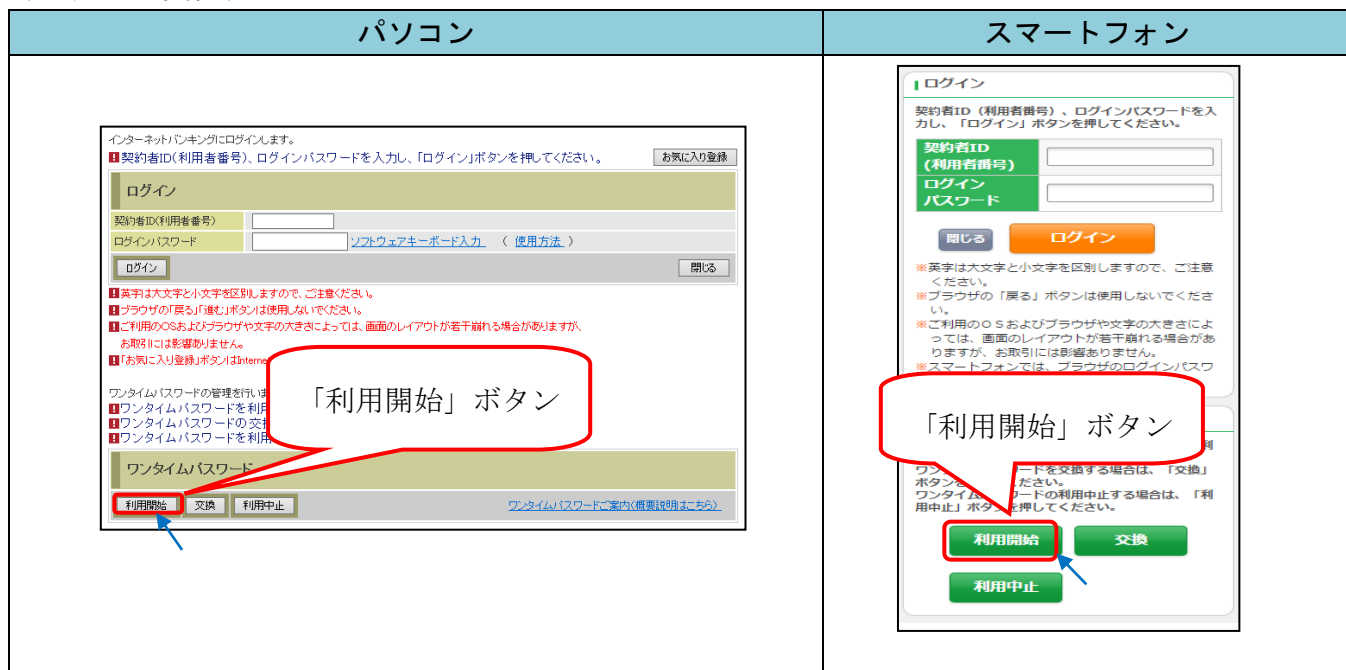 パソコン
スマートフォン
インターネットバンキングにログインします。
契約者ID(利用者番号)、ログインパスワードを入力し、「ログイン」ボタンを押してください。
お気に入り登録
ログイン
契約者ID(利用者番号)
ログインパスワード
ソフトウェアキーボード入力 （ 使用方法 ）
ログイン
閉じる
英字は大文字と小文字を区別しますので、ご注意ください。
ブラウザの「戻る」「進む」ボタンは使用しないでください。
ご利用のOSおよびブラウザや文字の大きさによっては、画面のレイアウトが若干崩れる場合がありますが、
お取引には影響ありません。
「お気に入り登録」ボタンはInterne
ワンタイムパスワードの管理を行いま
ワンタイムパスワードを利用
ワンタイムパスワードの交
ワンタイムパスワードを利用
「利用開始」ボタン
ワンタイムパスワード
利用開始
交換
利用中止
ワンタイムパスワードご案内(概要説明はこちら)
ログイン
契約者ID（利用者番号）、ログインパスワードを入
力し、「ログイン」ボタンを押してください。
契約者ID
(利用者番号)
ログイン
パスワード
閉じる
ログイン
※英字は大文字と小文字を区別しますので、ご注意
ください。
※ブラウザの「戻る」ボタンは使用しないでくださ
い。
※ご利用のＯＳおよびブラウザや文字の大きさによ
っては、画面のレイアウトが若干崩れる場合があ
りますが、お取引には影響ありません。
※スマートフォンでは、ブラウザのログインパスワ
「利用開始」ボタン
ードを交換する場合は、「交換」
ださい。
ワンタイム
ードの利用中止する場合は、「利
用中止」ボタ
押してください。
利用開始
交換
利用中止